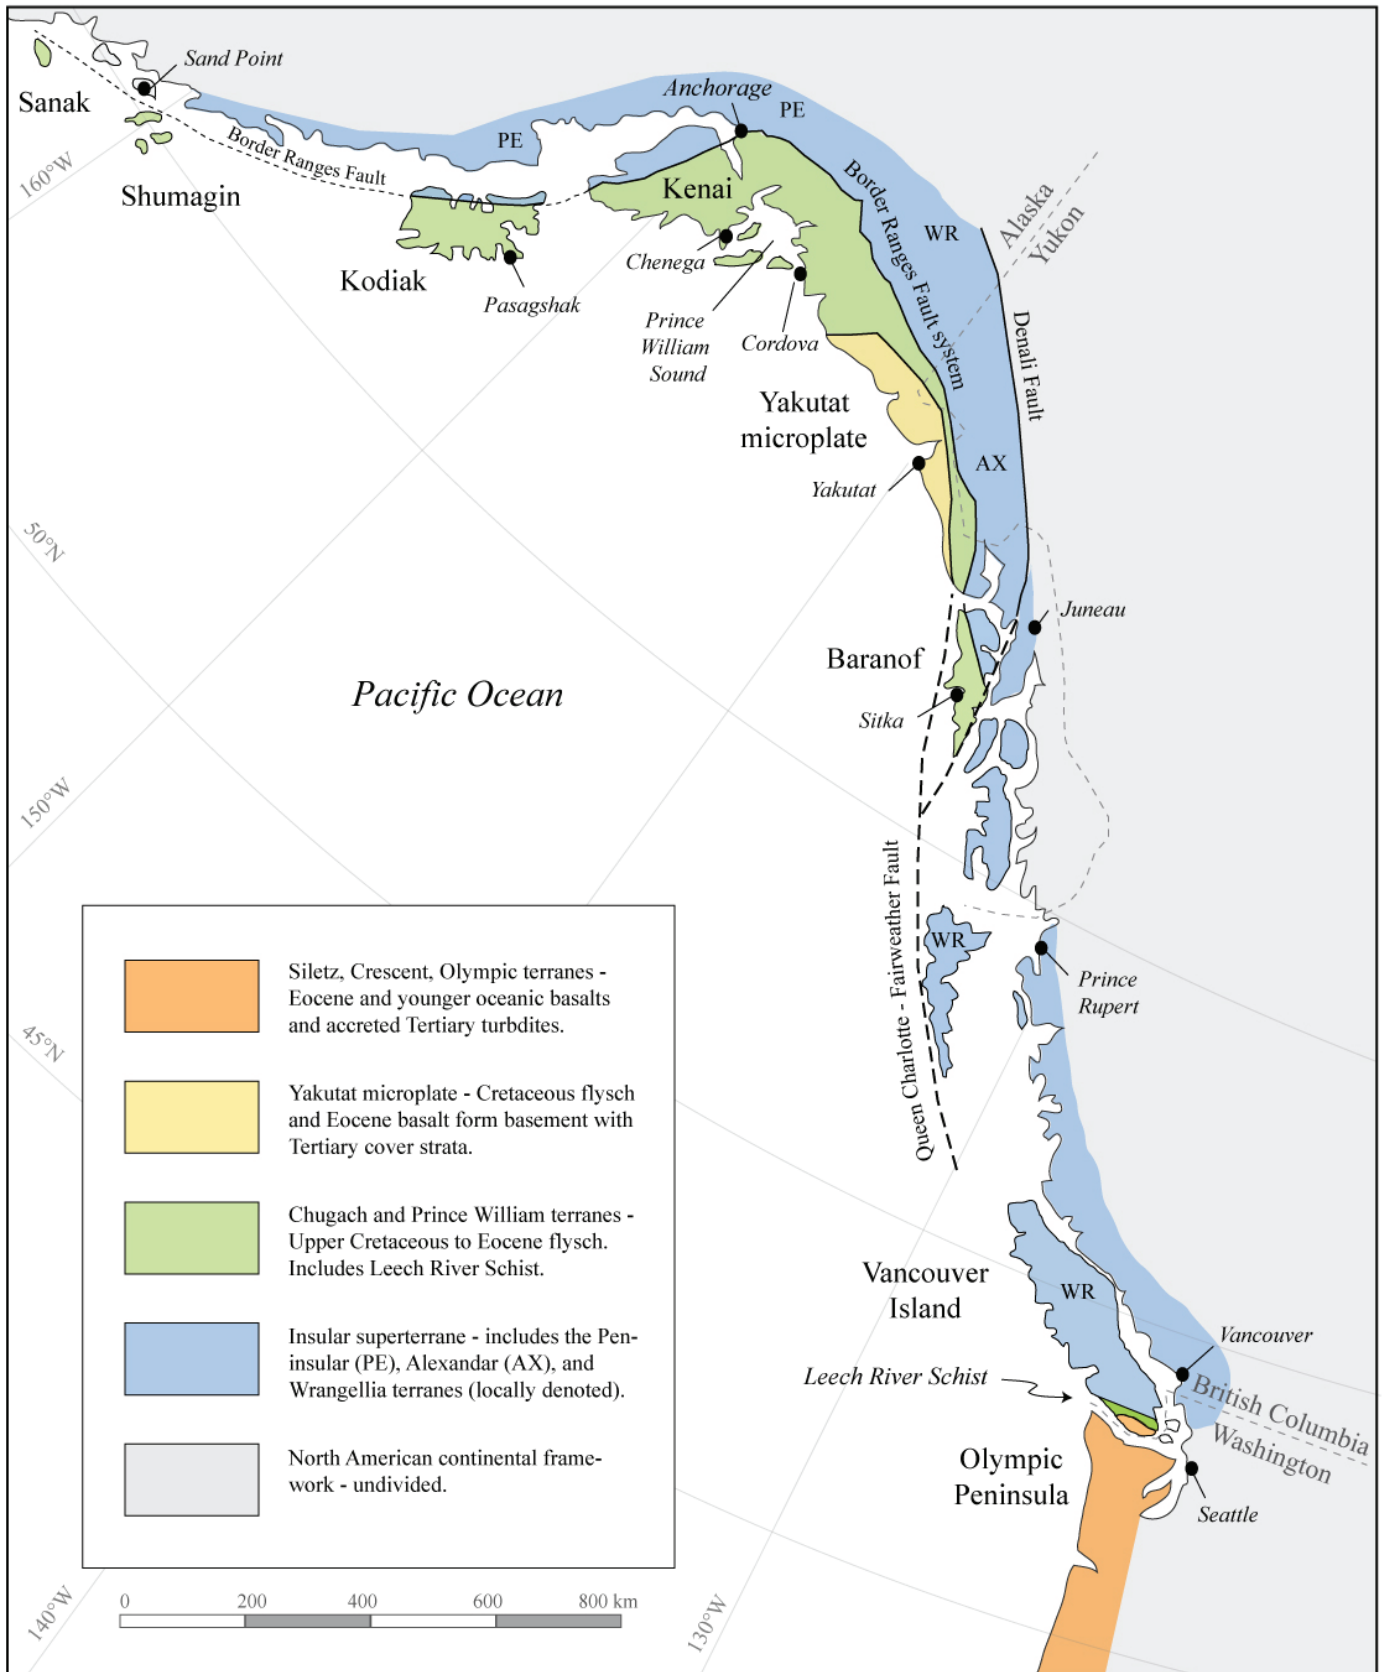 Sand Point
Sanak
160°W
Shumagin
Border Ranges Fault
PE
Anchorage
PE
Kenai
Kodiak
Pasagshak
Chenega
Prince
William
Sound
Cordova
Border Ranges Fault system
WR
Alaska
Yukon
Denali Fault
Yakutat
microplate
AX
Yakutat
50°N
Juneau
Baranof
Sitka
Pacific Ocean
150°W
Queen Charlotte - Fairweather Fault
WR
Prince
Rupert
45°N
Siletz, Crescent, Olympic terranes -
Eocene and younger oceanic basalts
and accreted Tertiary turbdites.
Yakutat microplate - Cretaceous flysch
and Eocene basalt form basement with
Tertiary cover strata.
Chugach and Prince William terranes -
Upper Cretaceous to Eocene flysch.
Includes Leech River Schist.
Insular superterrane - includes the Pen-
insular (PE), Alexandar (AX), and
Wrangellia terranes (locally denoted).
North American continental frame-
work - undivided.
Vancouver
Island
WR
Vancouver
Leech River Schist
British Columbia
Washington
Olympic
Peninsula
Seattle
0 200 400 600 800 km
140°W
130°W